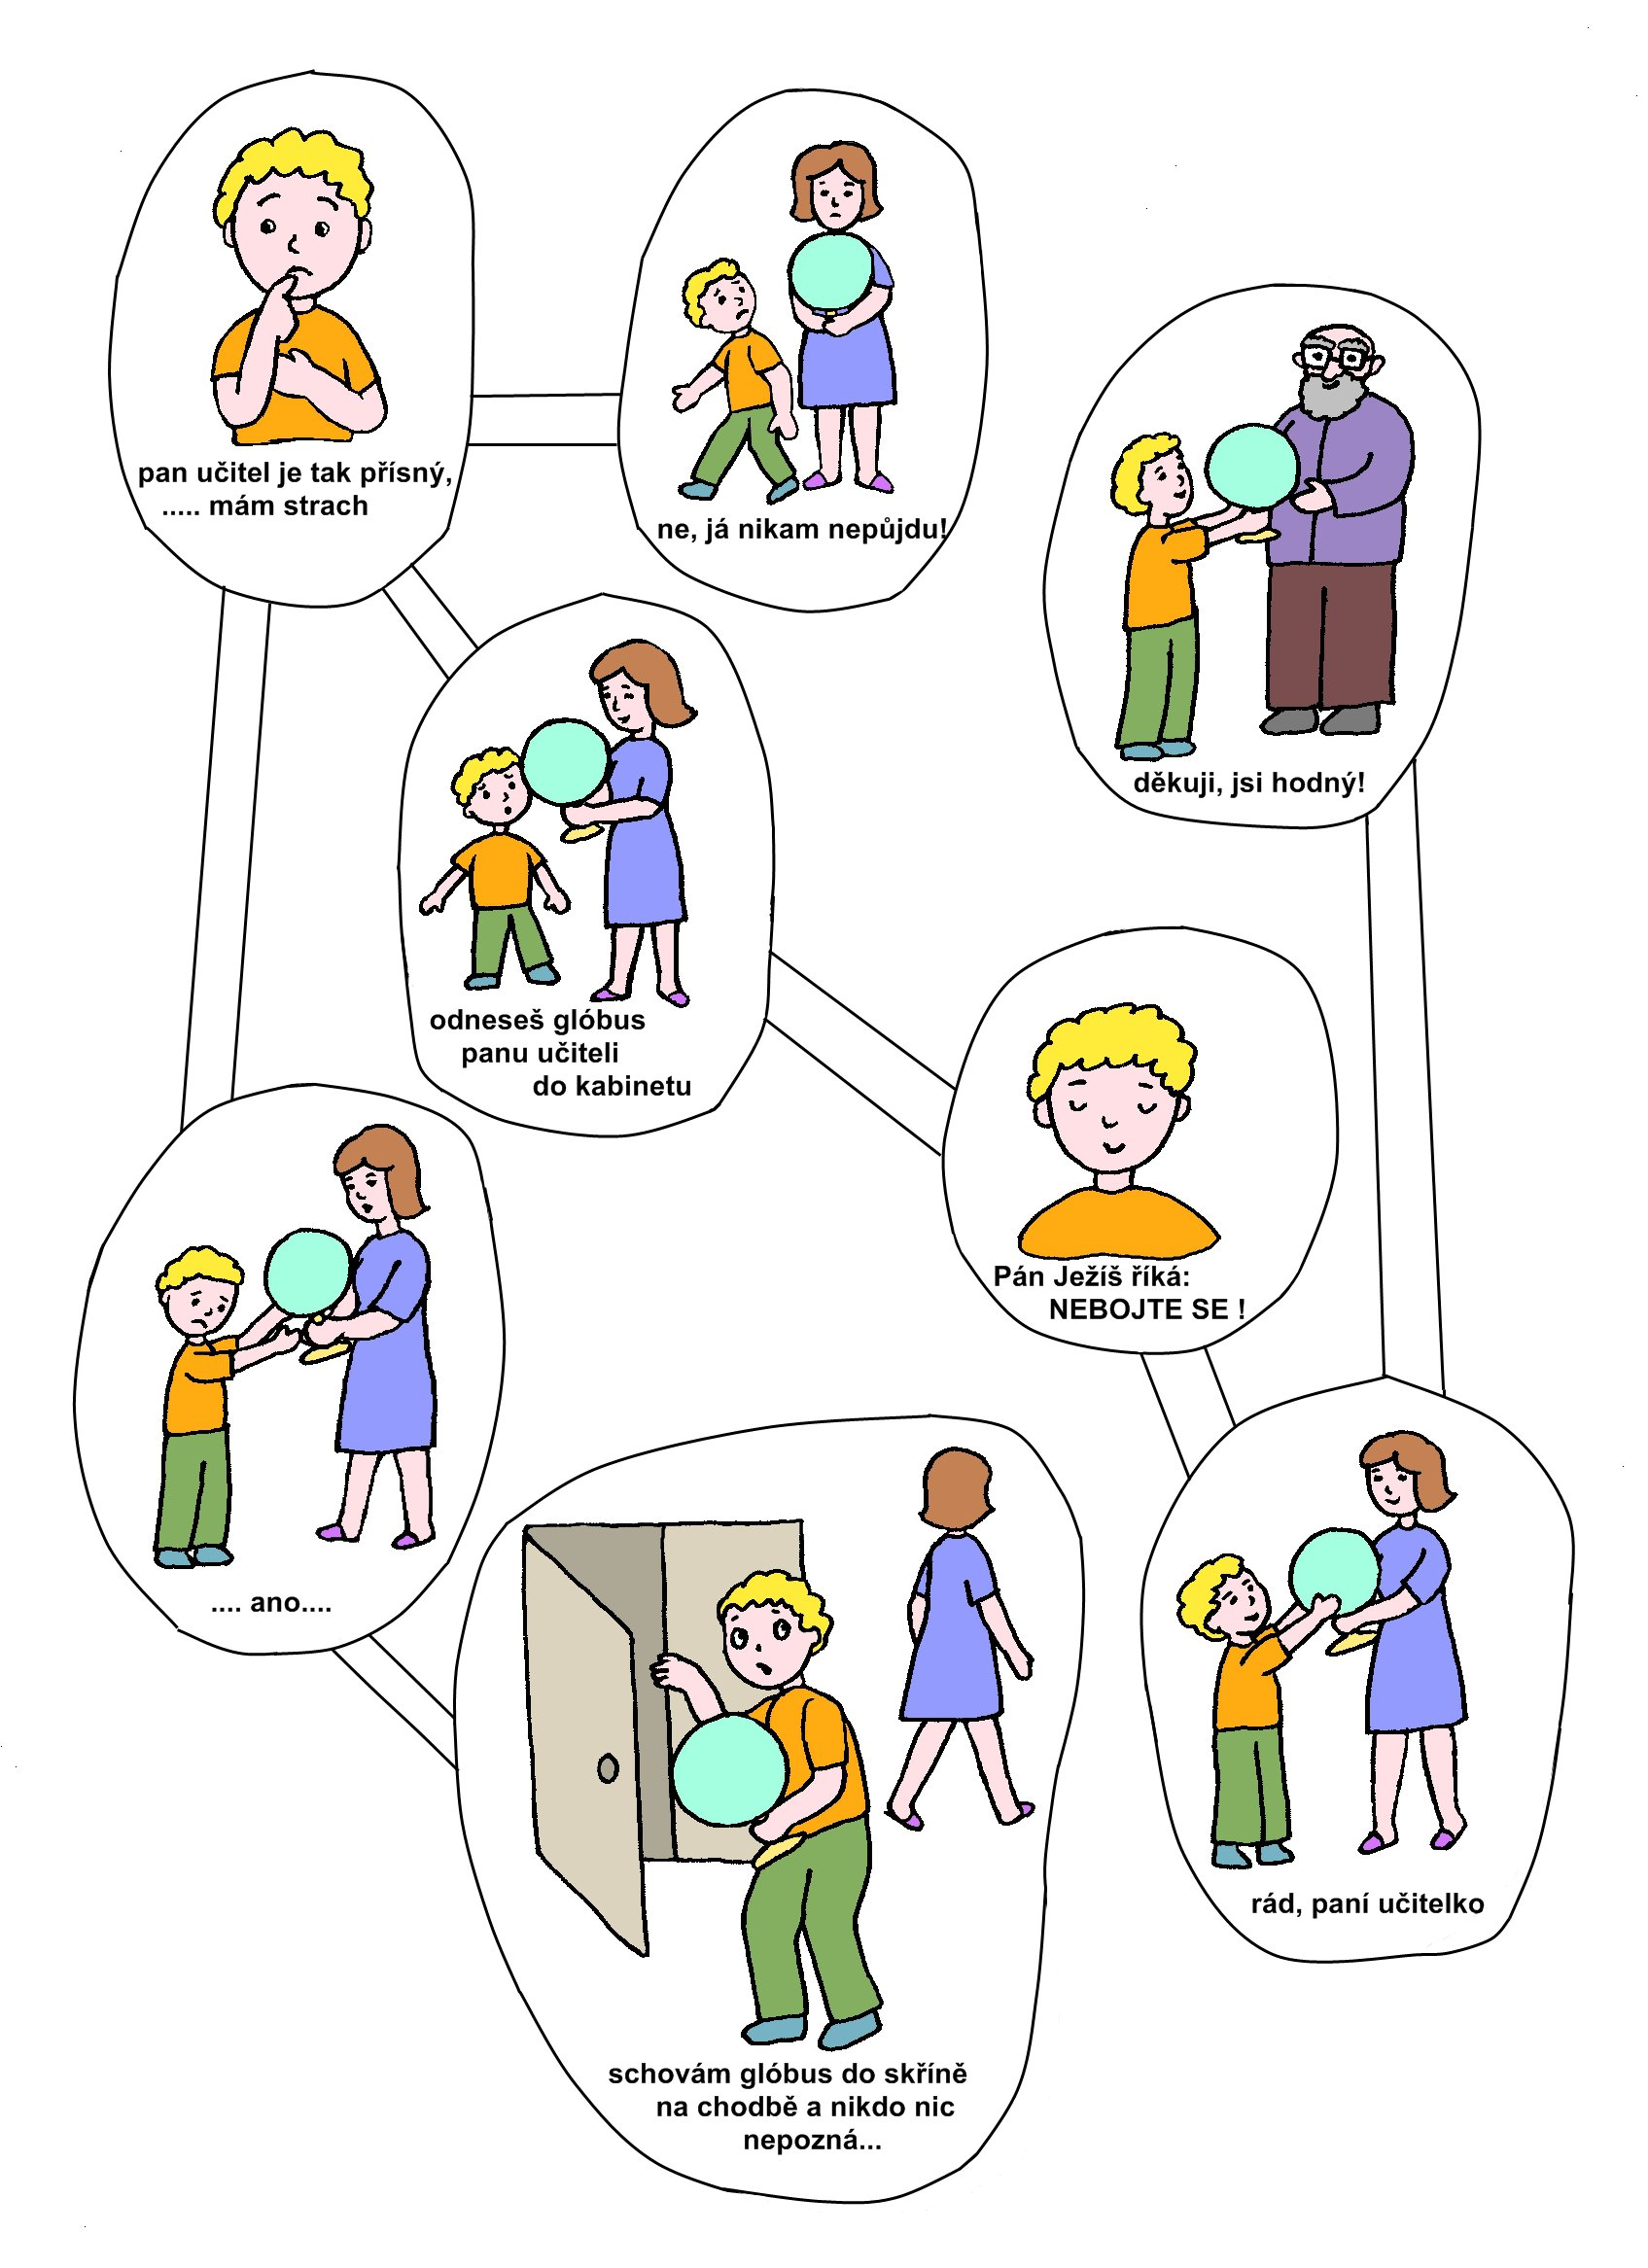 pan učitel je tak přísný,
..... mám strach
ne, já nikam nepůjdu!
děkuji, jsi hodný!
odneseš glóbus
panu učiteli
do kabinetu
Pán Ježíš říká:
NEBOJTE SE !
.... ano....
rád, paní učitelko
schovám glóbus do skříně
na chodbě a nikdo nic
nepozná...